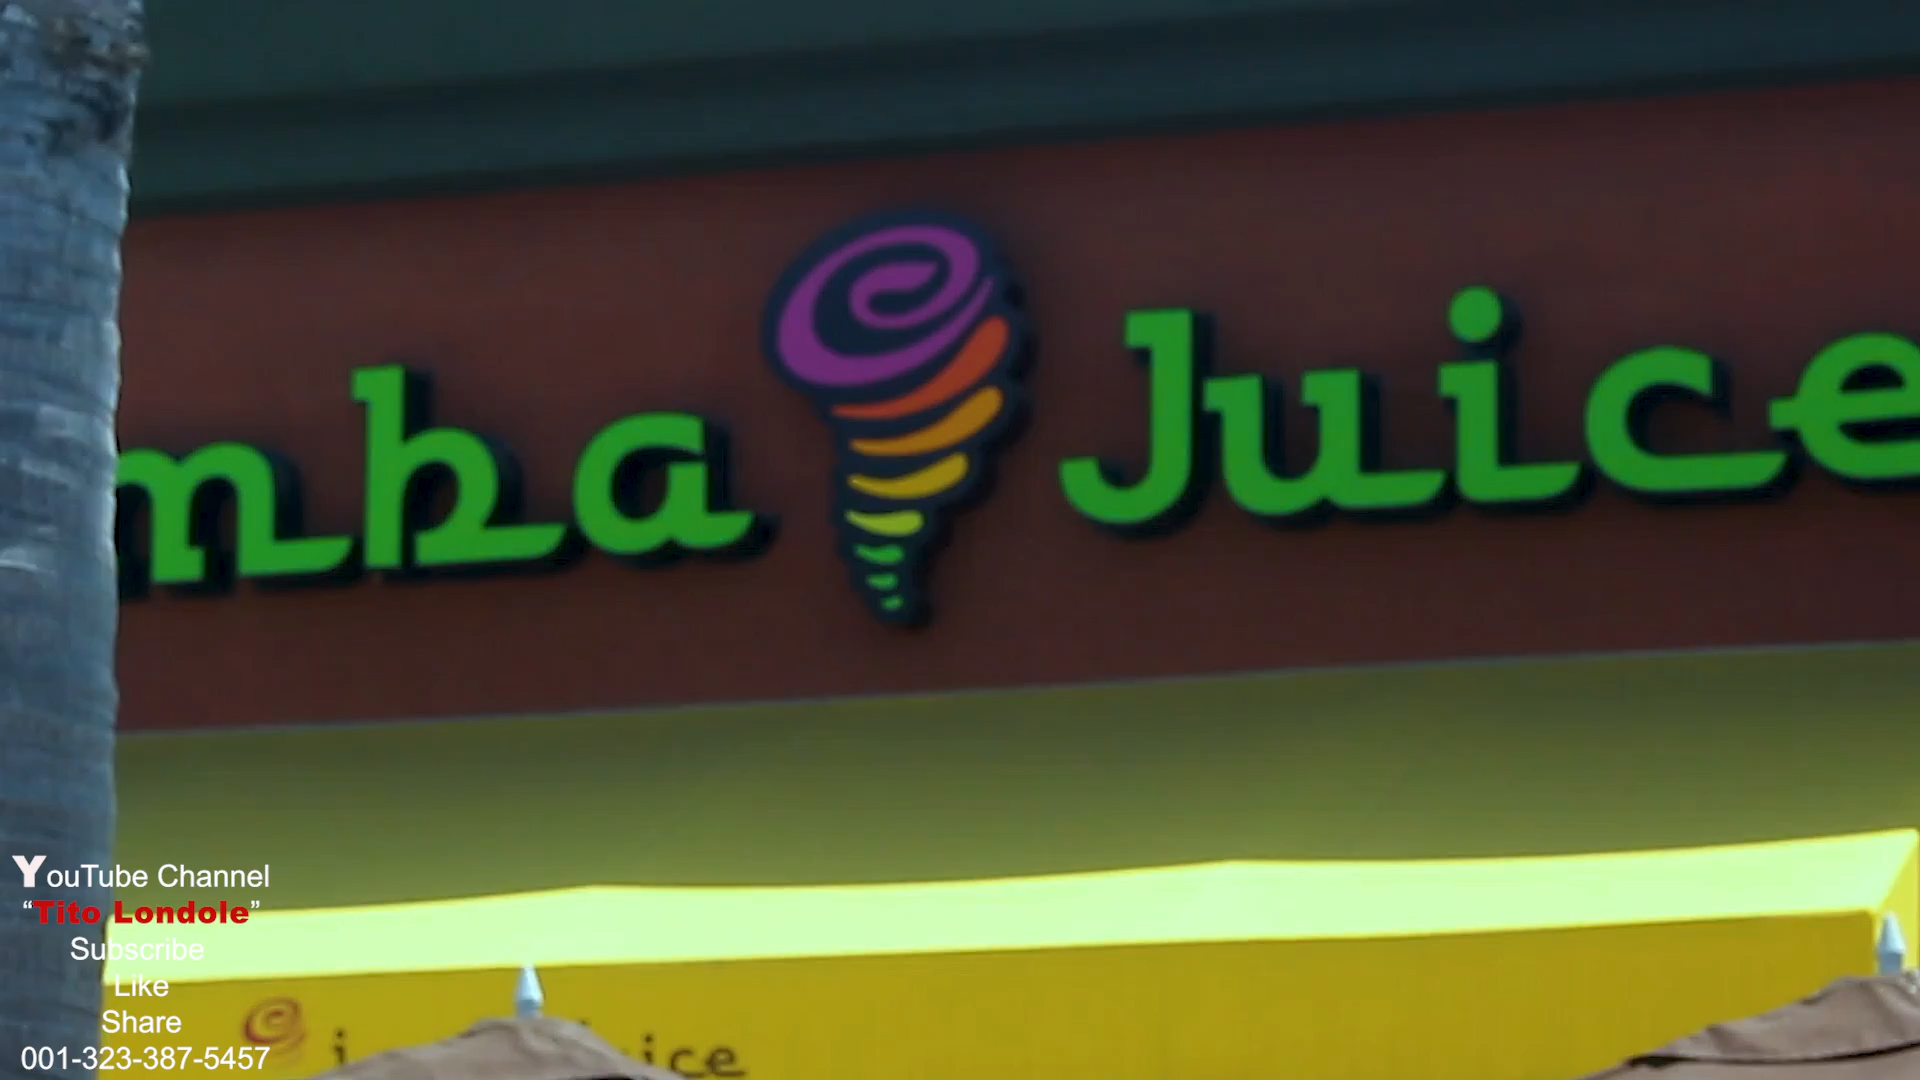 mba Juice
YouTube Channel
“Tito Londole”
Subscribe
Like
Share
001-323-387-5457